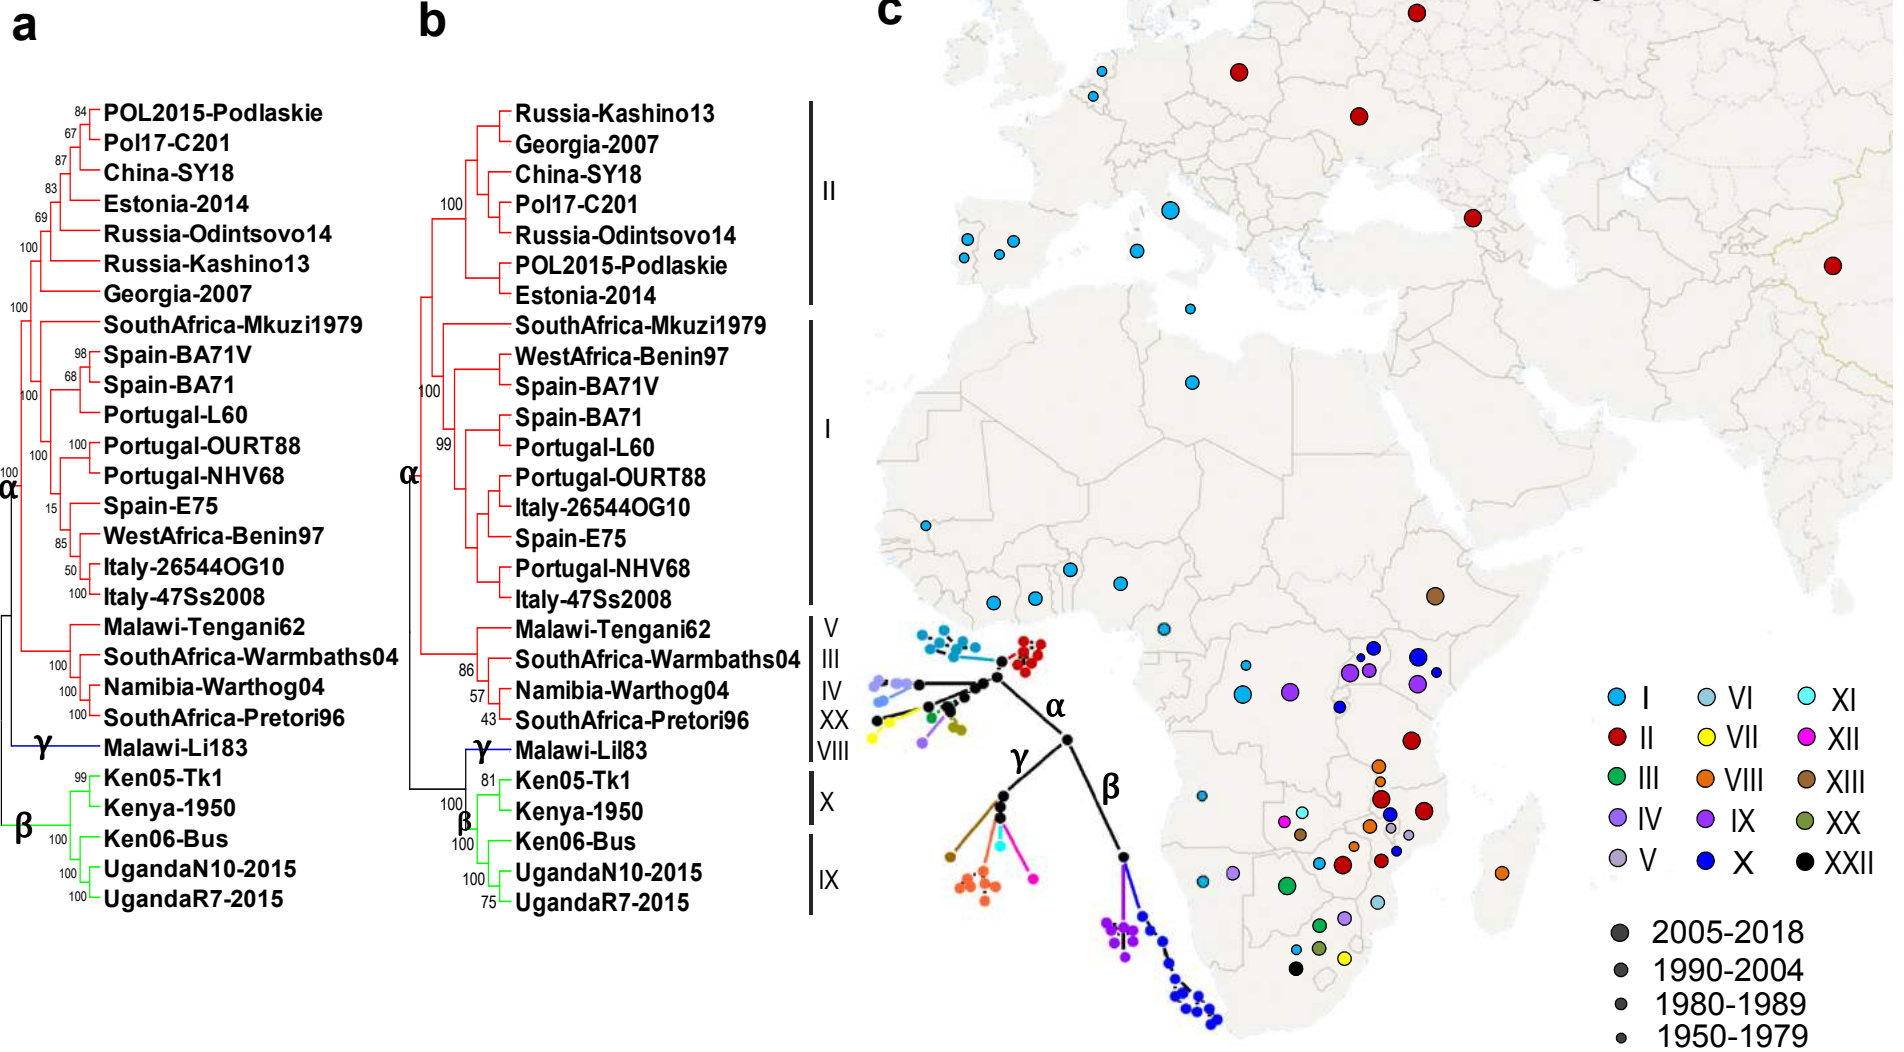 a
84
POL2015-Podlaskie
67
Pol17-C201
87
China-SY18
83
Estonia-2014
69
Russia-Odintsovo14
100
Russia-Kashino13
Georgia-2007
100
SouthAfrica-Mkuzi1979
98
Spain-BA71V
68
Spain-BA71
100
Portugal-L60
100
Portugal-OURT88
100
Portugal-NHV68
100
α
15
Spain-E75
WestAfrica-Benin97
85
Italy-26544OG10
50
100
Italy-47Ss2008
Malawi-Tengani62
100
SouthAfrica-Warmbaths04
100
Namibia-Warthog04
100
SouthAfrica-Pretori96
γ
Malawi-Li183
99
Ken05-Tk1
Kenya-1950
β
100
Ken06-Bus
100
UgandaN10-2015
100
UgandaR7-2015
b
Russia-Kashino13
Georgia-2007
China-SY18
100
Pol17-C201
Russia-Odintsovo14
POL2015-Podlaskie
Estonia-2014
II
SouthAfrica-Mkuzi1979
WestAfrica-Benin97
100
Spain-BA71V
Spain-BA71
99
Portugal-L60
α
Portugal-OURT88
Italy-26544OG10
Spain-E75
Portugal-NHV68
Italy-47Ss2008
I
Malawi-Tengani62
V
86
SouthAfrica-Warmbaths04
III
57
Namibia-Warthog04
IV
43
SouthAfrica-Pretori96
XX
γ
Malawi-Lil83
VIII
81
Ken05-Tk1
100
Kenya-1950
X
β
100
Ken06-Bus
100
UgandaN10-2015
75
UgandaR7-2015
IX
c
α
γ
β
I
VI
XI
II
VII
XII
III
VIII
XIII
IV
IX
XX
V
X
XXII
2005-2018
1990-2004
1980-1989
1950-1979